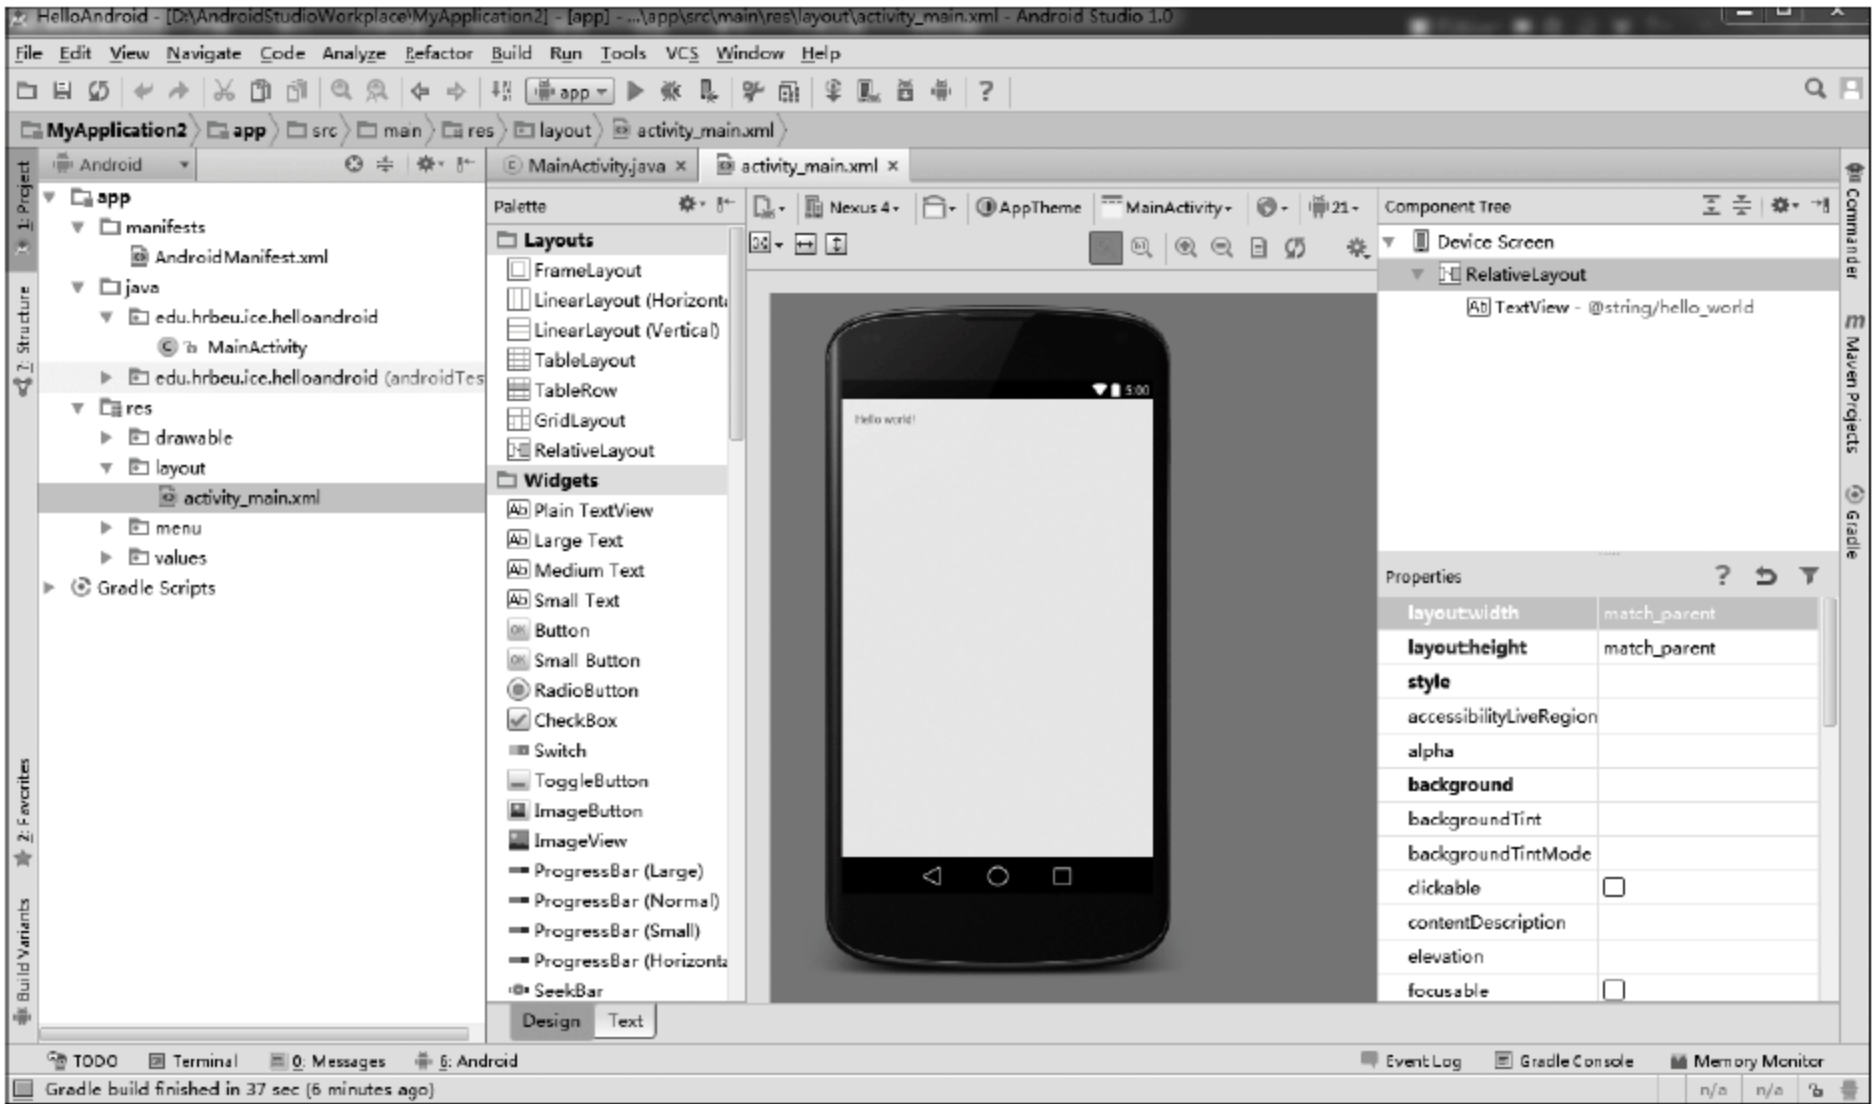 HelloAndroid - [D:\AndroidStudioWorkplace\MyApplication2] - [app] - ...\app\src\main\res\layout\activity_main.xml - Android Studio 1.0
File Edit View Navigate Code Analyze Refactor Build Run Tools VCS Window Help
app
MyApplication2 app src main res layout activity_main.xml
Android
MainActivity.java
activity_main.xml
1: Project
7: Structure
2: Favorites
Build Variants
app
manifests
AndroidManifest.xml
java
edu.hrbeu.ice.helloandroid
MainActivity
edu.hrbeu.ice.helloandroid (androidTes
res
drawable
layout
activity_main.xml
menu
values
Gradle Scripts
Palette
Layouts
FrameLayout
LinearLayout (Horizonta
LinearLayout (Vertical)
TableLayout
TableRow
GridLayout
RelativeLayout
Widgets
Plain TextView
Large Text
Medium Text
Small Text
Button
Small Button
RadioButton
CheckBox
Switch
ToggleButton
ImageButton
ImageView
ProgressBar (Large)
ProgressBar (Normal)
ProgressBar (Small)
ProgressBar (Horizonta
SeekBar
Design Text
Nexus 4 AppTheme MainActivity 21
5:00
Hello world!
Component Tree
Device Screen
RelativeLayout
Ab TextView - @string/hello_world
Properties
layout:width match_parent
layout:height match_parent
style
accessibilityLiveRegion
alpha
background
backgroundTint
backgroundTintMode
clickable
contentDescription
elevation
focusable
Commander
Maven Projects
Gradle
TODO Terminal 0: Messages 6: Android Event Log Gradle Console Memory Monitor
Gradle build finished in 37 sec (6 minutes ago) n/a n/a